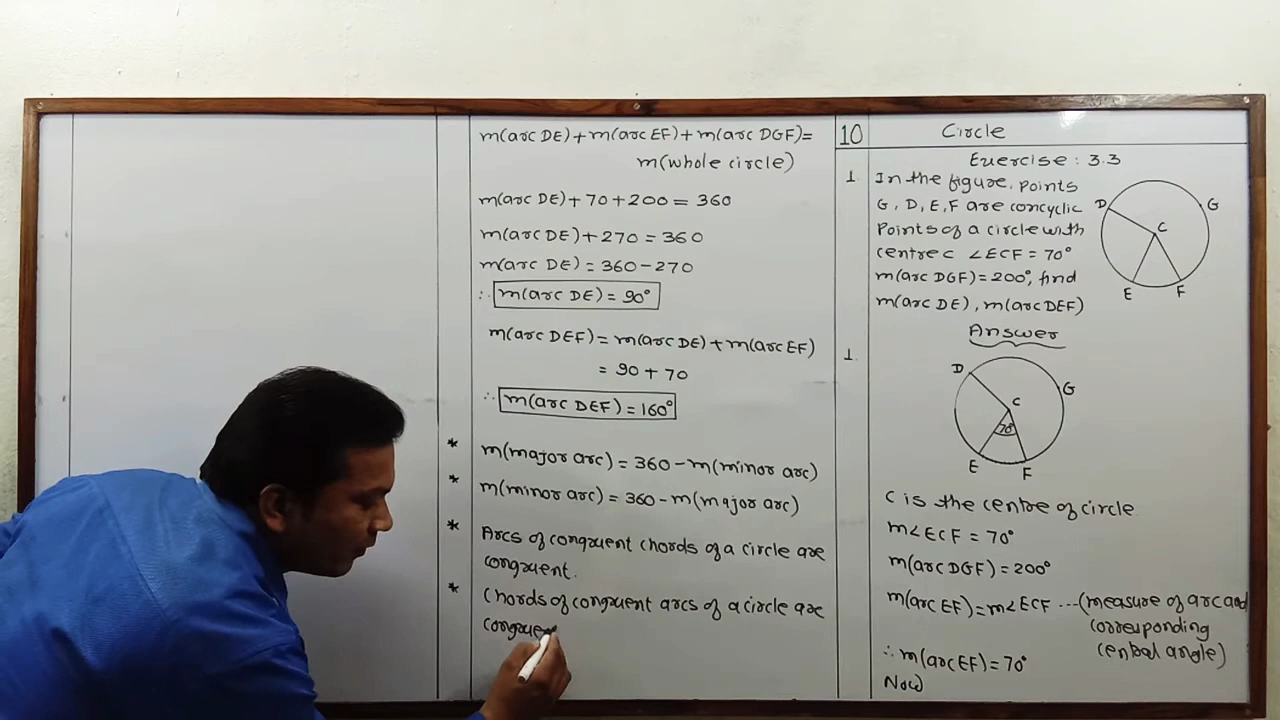 10 Circle
Exercise : 3.3
1. In the figure, points
G, D, E, F are concyclic
Points of a circle with
centre C ∠ECF = 70°
m(arc DGF) = 200°, find
m(arc DE), m(arc DEF)
D
G
C
E
F
Answer
1.
D
G
C
70°
E
F
C is the centre of circle
m∠ECF = 70°
m(arc DGF) = 200°
m(arc EF) = m∠ECF ---(measure of arc and
corresponding
central angle)
∴ m(arc EF) = 70°
Now
m(arc DE) + m(arc EF) + m(arc DGF) =
m(whole circle)
m(arc DE) + 70 + 200 = 360
m(arc DE) + 270 = 360
m(arc DE) = 360 - 270
∴ m(arc DE) = 90°
m(arc DEF) = m(arc DE) + m(arc EF)
= 90 + 70
∴ m(arc DEF) = 160°
* m(major arc) = 360 - m(minor arc)
* m(minor arc) = 360 - m(major arc)
* Arcs of congruent chords of a circle are
congruent.
* Chords of congruent arcs of a circle are
congruen